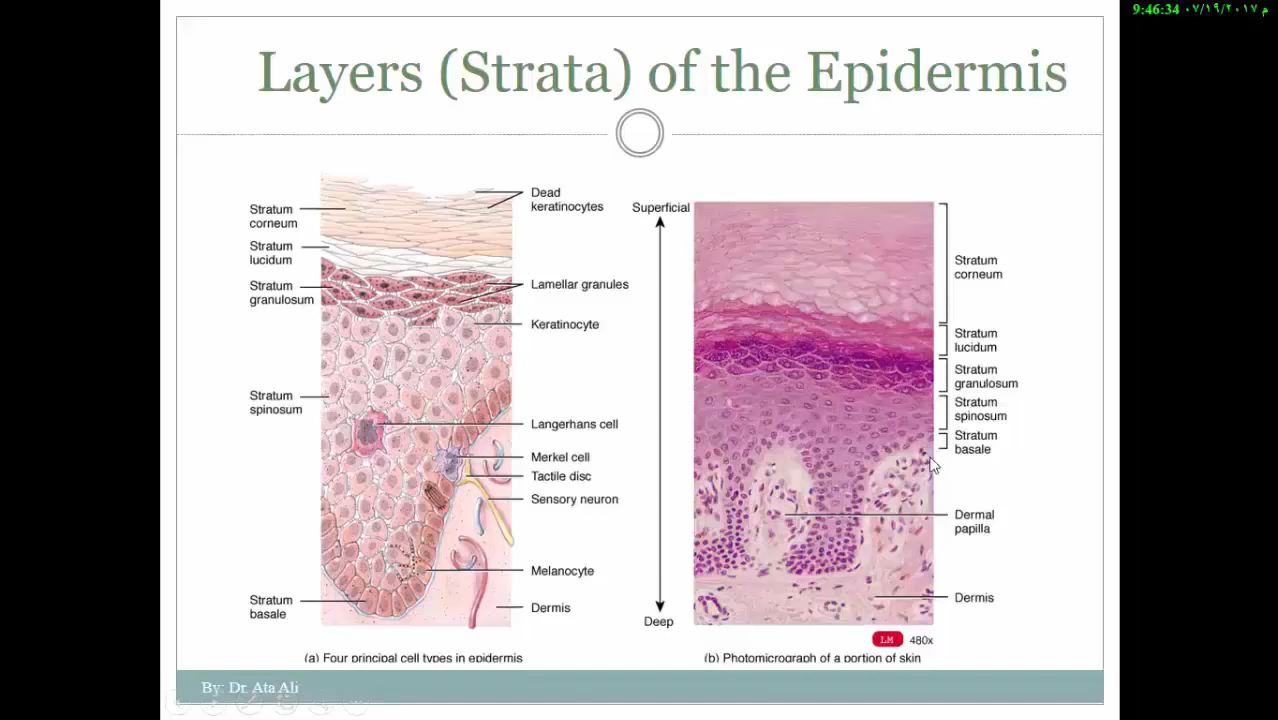 9:46:34 م ٠٧/١٩/٢٠١٧
Layers (Strata) of the Epidermis
Stratum
corneum
Stratum
lucidum
Stratum
granulosum
Stratum
spinosum
Stratum
basale
Dead
keratinocytes
Lamellar granules
Keratinocyte
Langerhans cell
Merkel cell
Tactile disc
Sensory neuron
Melanocyte
Dermis
(a) Four principal cell types in epidermis
Superficial
Deep
Stratum
corneum
Stratum
lucidum
Stratum
granulosum
Stratum
spinosum
Stratum
basale
Dermal
papilla
Dermis
LM 480x
(b) Photomicrograph of a portion of skin
By: Dr. Ata Ali